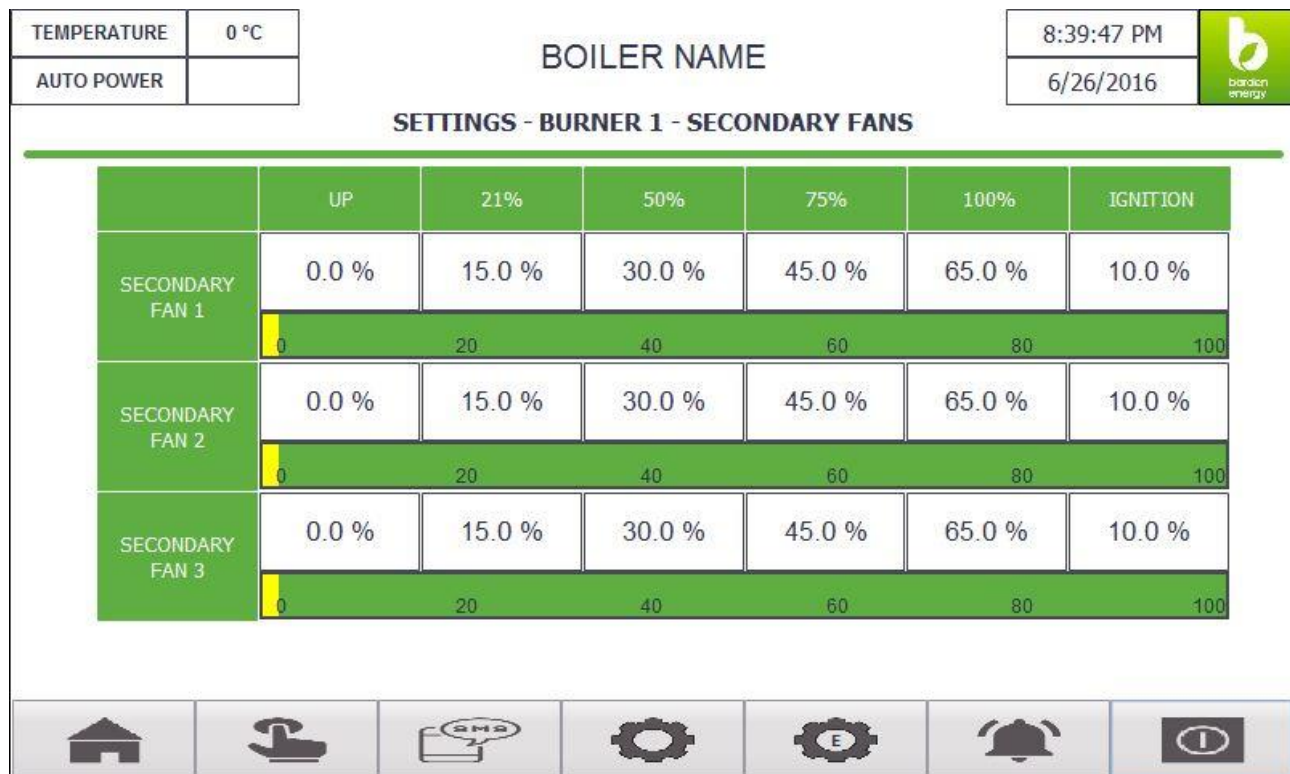 TEMPERATURE 0 °C
AUTO POWER
BOILER NAME
8:39:47 PM
6/26/2016
barden
energy
SETTINGS - BURNER 1 - SECONDARY FANS
UP 21% 50% 75% 100% IGNITION
SECONDARY
FAN 1
0.0 % 15.0 % 30.0 % 45.0 % 65.0 % 10.0 %
0 20 40 60 80 100
SECONDARY
FAN 2
0.0 % 15.0 % 30.0 % 45.0 % 65.0 % 10.0 %
0 20 40 60 80 100
SECONDARY
FAN 3
0.0 % 15.0 % 30.0 % 45.0 % 65.0 % 10.0 %
0 20 40 60 80 100
SMS
E